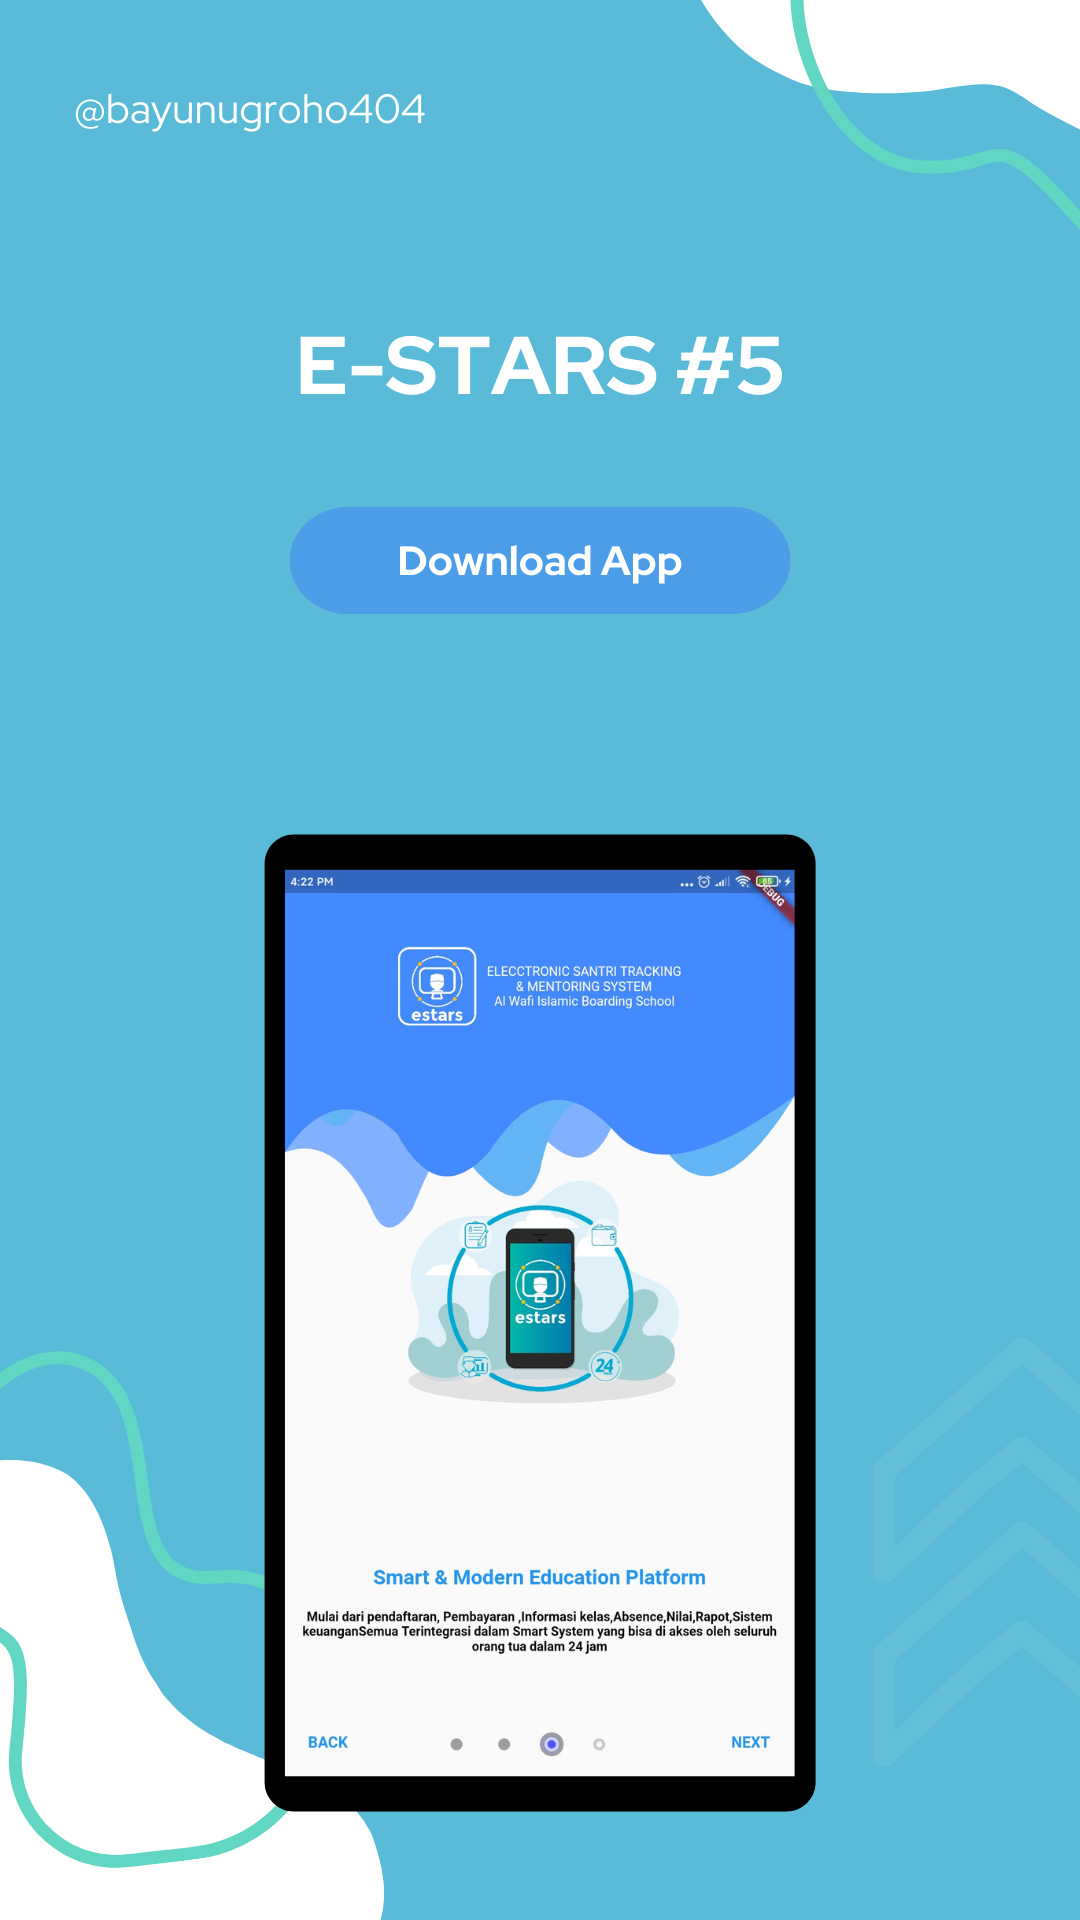 @bayunugroho404
E-STARS #5
Download App
4:22 PM
65
DEBUG
estars
ELECCTRONIC SANTRI TRACKING
& MENTORING SYSTEM
Al Wafi Islamic Boarding School
estars
24
Smart & Modern Education Platform
Mulai dari pendaftaran, Pembayaran ,Informasi kelas,Absence,Nilai,Rapot,Sistem
keuanganSemua Terintegrasi dalam Smart System yang bisa di akses oleh seluruh
orang tua dalam 24 jam
BACK
NEXT